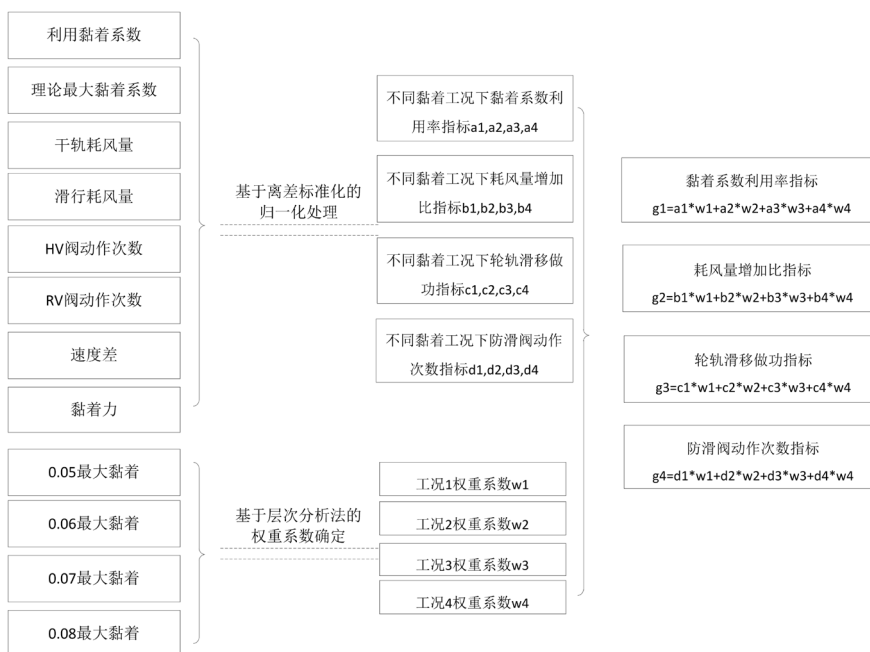 利用黏着系数
理论最大黏着系数
干轨耗风量
滑行耗风量
HV阀动作次数
RV阀动作次数
速度差
黏着力
0.05最大黏着
0.06最大黏着
0.07最大黏着
0.08最大黏着
基于离差标准化的
归一化处理
基于层次分析法的
权重系数确定
不同黏着工况下黏着系数利
用率指标a1,a2,a3,a4
不同黏着工况下耗风量增加
比指标b1,b2,b3,b4
不同黏着工况下轮轨滑移做
功指标c1,c2,c3,c4
不同黏着工况下防滑阀动作
次数指标d1,d2,d3,d4
工况1权重系数w1
工况2权重系数w2
工况3权重系数w3
工况4权重系数w4
黏着系数利用率指标
g1=a1*w1+a2*w2+a3*w3+a4*w4
耗风量增加比指标
g2=b1*w1+b2*w2+b3*w3+b4*w4
轮轨滑移做功指标
g3=c1*w1+c2*w2+c3*w3+c4*w4
防滑阀动作次数指标
g4=d1*w1+d2*w2+d3*w3+d4*w4